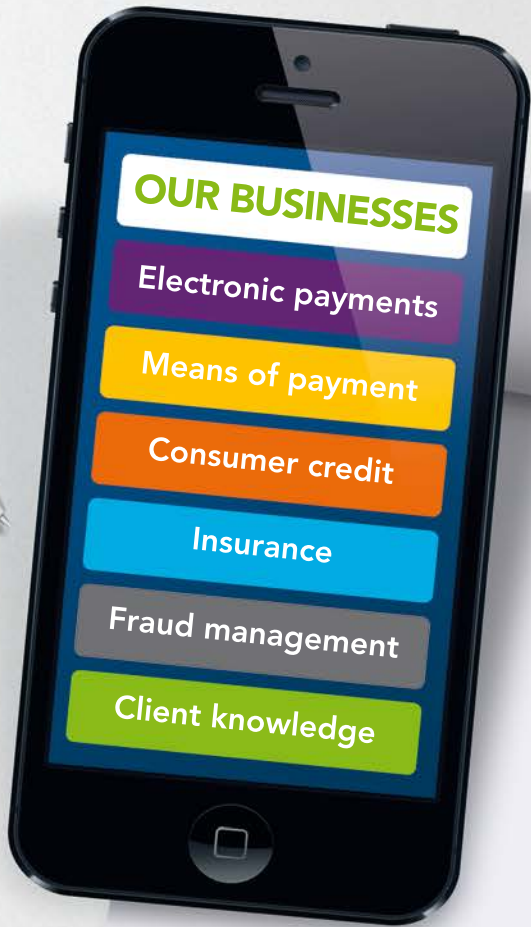 OUR BUSINESSES
Electronic payments
Means of payment
Consumer credit
Insurance
Fraud management
Client knowledge